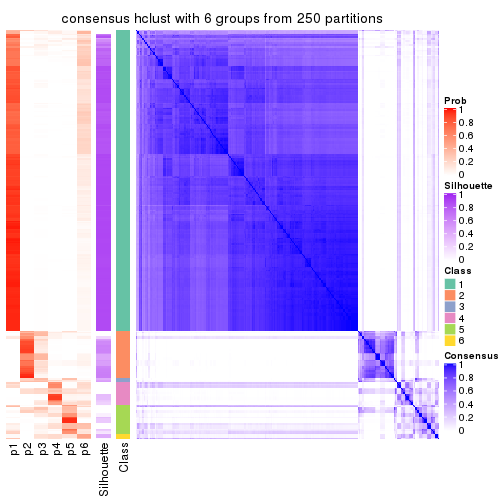 consensus hclust with 6 groups from 250 partitions
Prob
1
0.8
0.6
0.4
0.2
0
Silhouette
1
0.8
0.6
0.4
0.2
0
Class
1
2
3
4
5
6
Consensus
1
0.8
0.6
0.4
0.2
0
p1
p2
p3
p4
p5
p6
Silhouette
Class